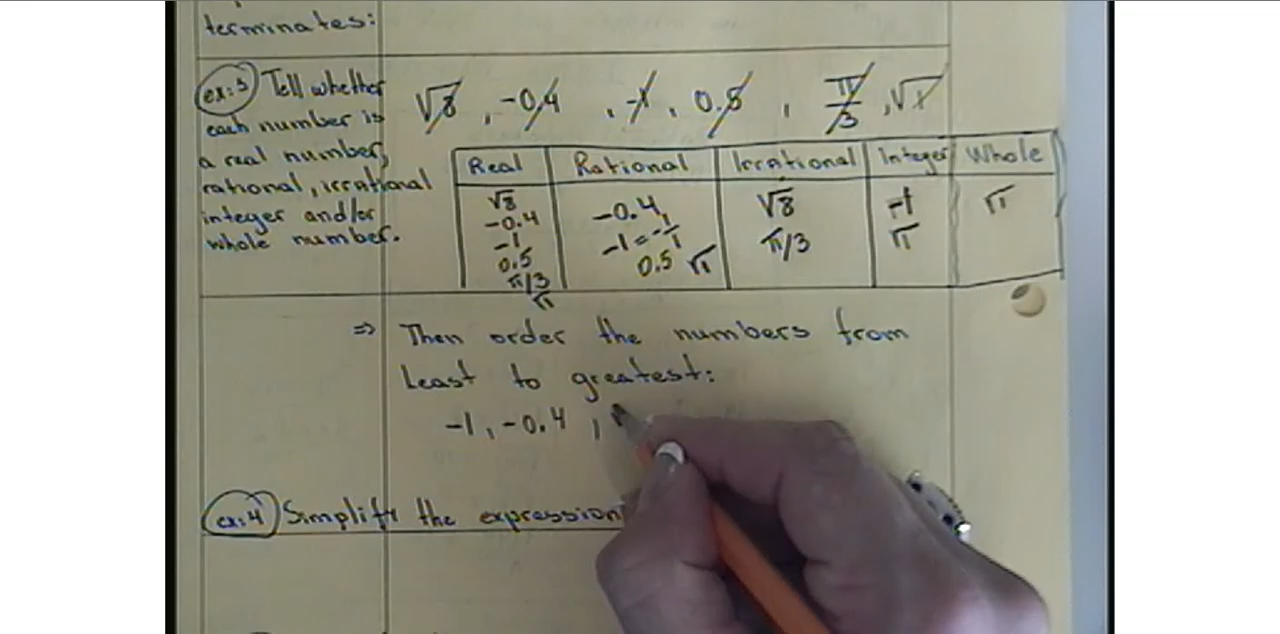 terminates:
ex:3 Tell whether
each number is
a real number,
rational, irrational
integer and/or
whole number.
√8 , -0.4 , -1 , 0.5 , π/3 , √1
Real Rational Irrational Integer Whole
√8 -0.4, √8 -1 √1
-0.4 -1=-1/1 π/3 √1
-1 0.5 √1
0.5
π/3
√1
⇒ Then order the numbers from
Least to greatest:
-1, -0.4 ,
ex:4 Simplify the expression